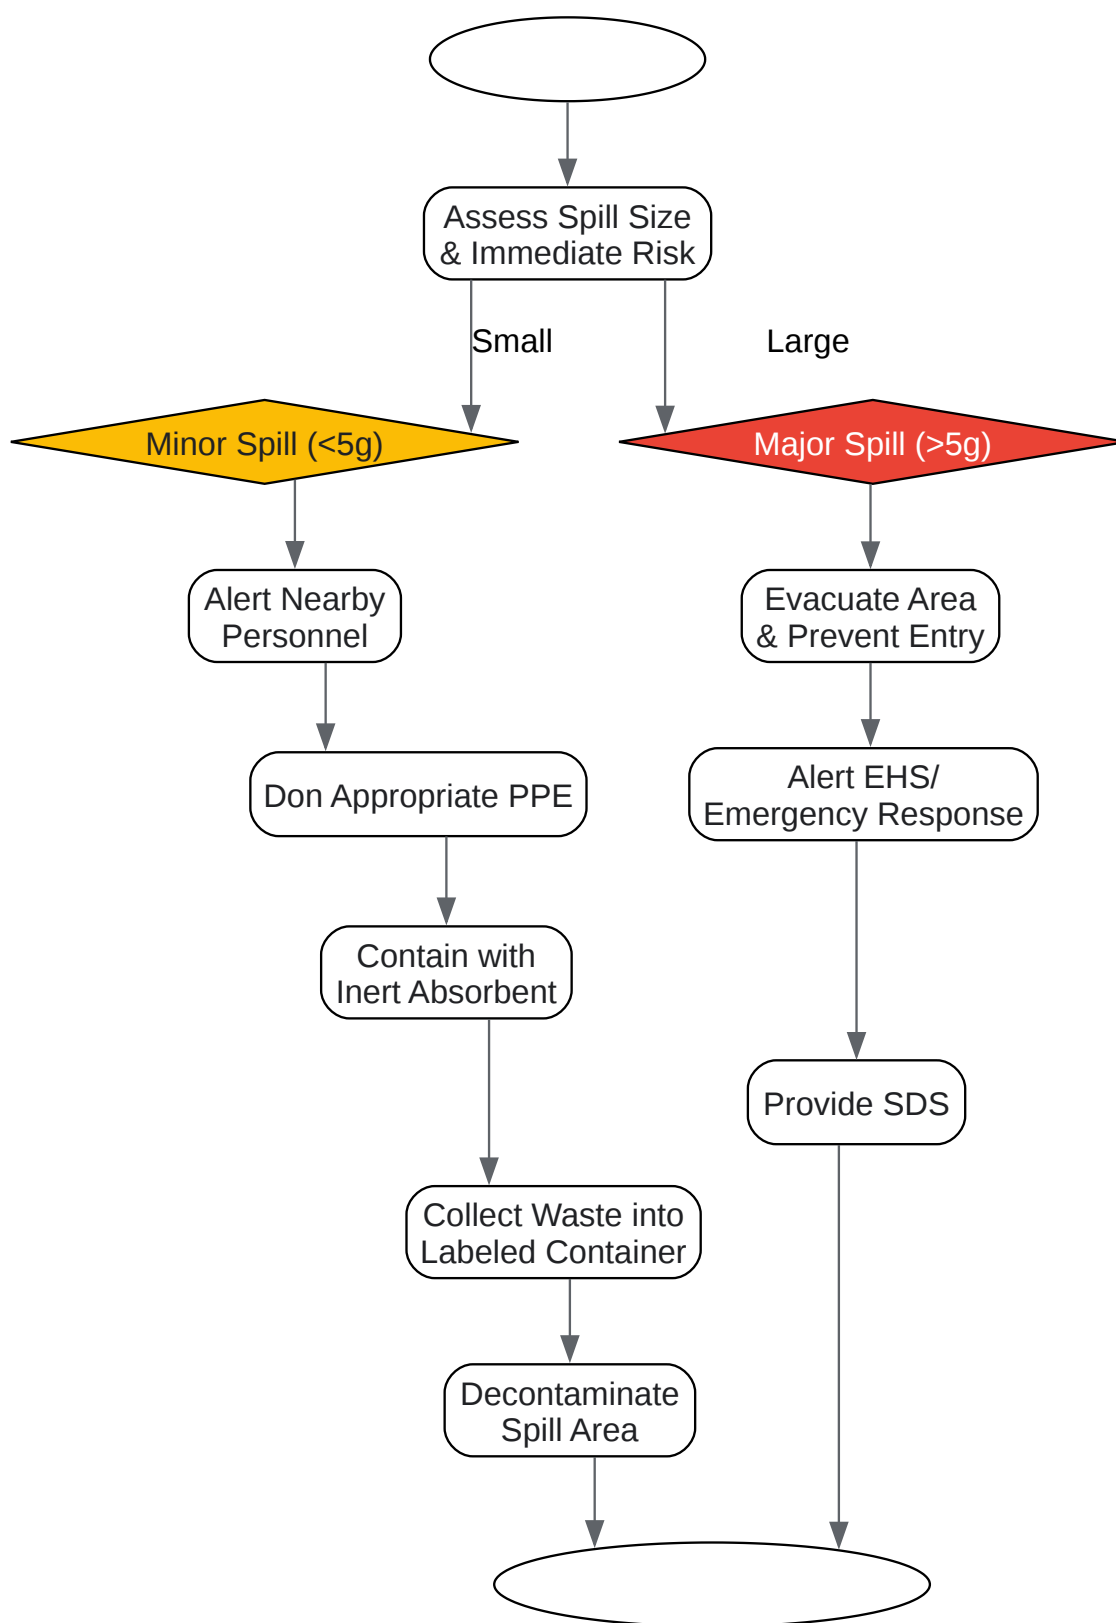 Assess Spill Size
& Immediate Risk
Small
Large
Minor Spill (<5g)
Major Spill (>5g)
Alert Nearby
Personnel
Evacuate Area
& Prevent Entry
Don Appropriate PPE
Alert EHS/
Emergency Response
Contain with
Inert Absorbent
Provide SDS
Collect Waste into
Labeled Container
Decontaminate
Spill Area